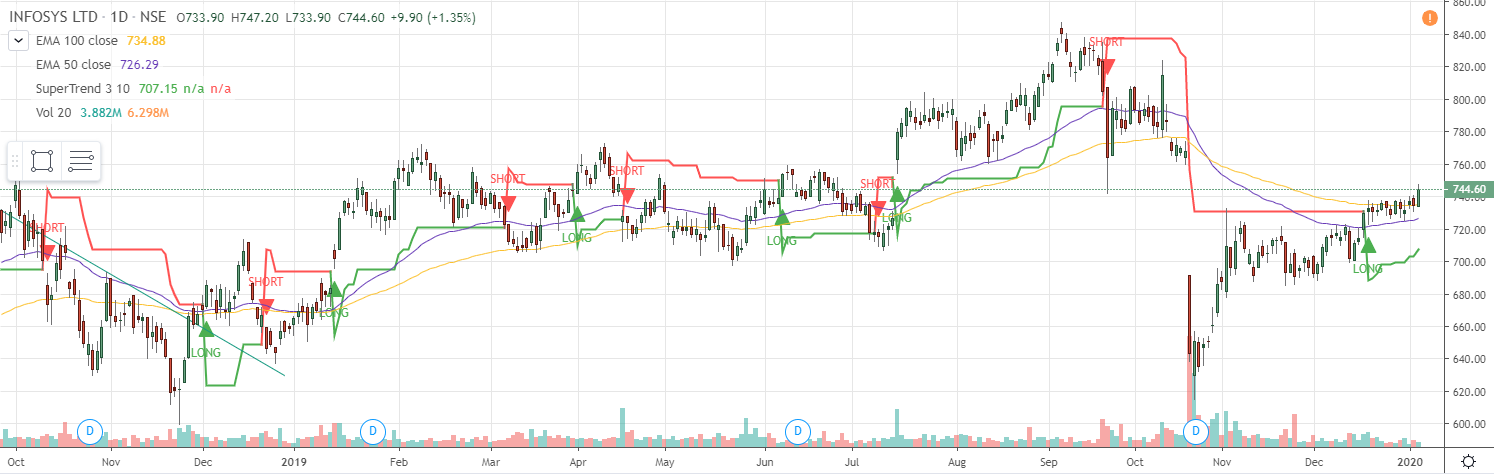 INFOSYS LTD · 1D · NSE O733.90 H747.20 L733.90 C744.60 +9.90 (+1.35%)
EMA 100 close 734.88
EMA 50 close 726.29
SuperTrend 3 10 707.15 n/a n/a
Vol 20 3.882M 6.298M
SHORT
LONG
SHORT
LONG
SHORT
LONG
SHORT
LONG
SHORT
LONG
SHORT
LONG
860.00
840.00
820.00
800.00
780.00
760.00
744.60
740.00
720.00
700.00
680.00
660.00
640.00
620.00
600.00
D
D
D
D
Oct Nov Dec 2019 Feb Mar Apr May Jun Jul Aug Sep Oct Nov Dec 2020